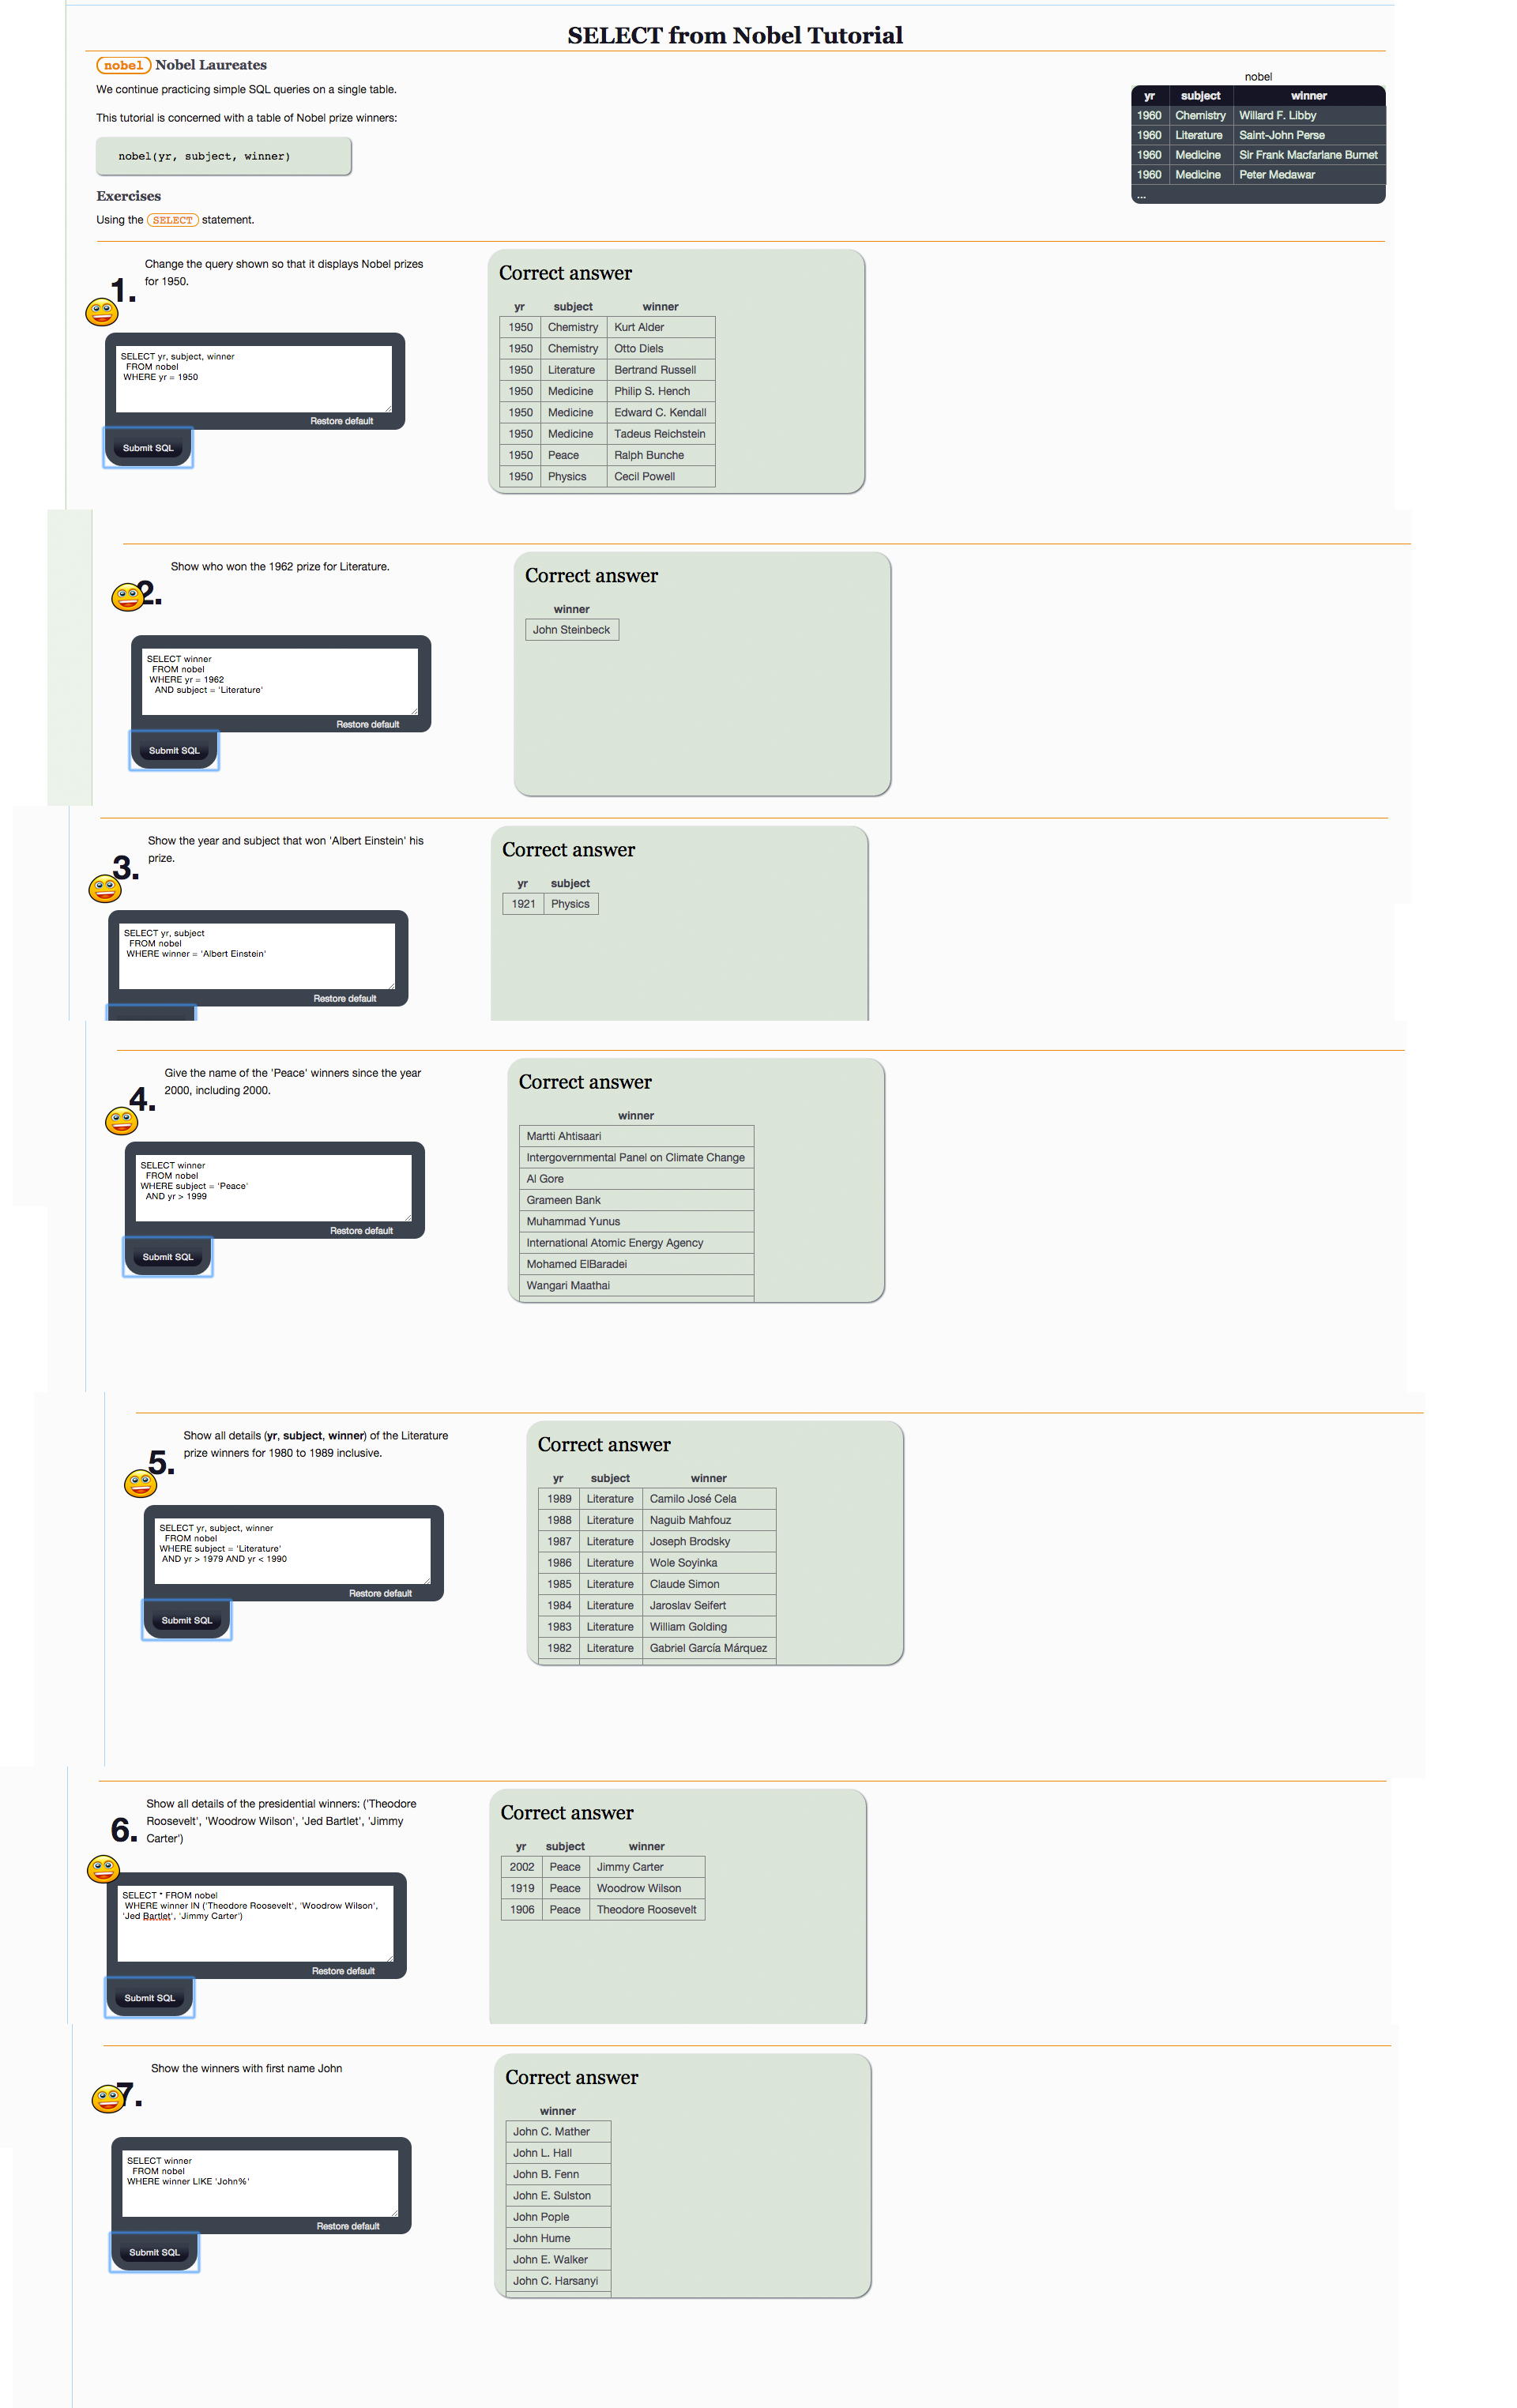 SELECT from Nobel Tutorial
nobel Nobel Laureates
We continue practicing simple SQL queries on a single table.
This tutorial is concerned with a table of Nobel prize winners:
nobel(yr, subject, winner)
Exercises
Using the SELECT statement.
nobel
yr subject winner
1960 Chemistry Willard F. Libby
1960 Literature Saint-John Perse
1960 Medicine Sir Frank Macfarlane Burnet
1960 Medicine Peter Medawar
...
1.
Change the query shown so that it displays Nobel prizes
for 1950.
SELECT yr, subject, winner
FROM nobel
WHERE yr = 1950
Restore default
Submit SQL
Correct answer
yr subject winner
1950 Chemistry Kurt Alder
1950 Chemistry Otto Diels
1950 Literature Bertrand Russell
1950 Medicine Philip S. Hench
1950 Medicine Edward C. Kendall
1950 Medicine Tadeus Reichstein
1950 Peace Ralph Bunche
1950 Physics Cecil Powell
2.
Show who won the 1962 prize for Literature.
SELECT winner
FROM nobel
WHERE yr = 1962
AND subject = 'Literature'
Restore default
Submit SQL
Correct answer
winner
John Steinbeck
3.
Show the year and subject that won 'Albert Einstein' his
prize.
SELECT yr, subject
FROM nobel
WHERE winner = 'Albert Einstein'
Restore default
Correct answer
yr subject
1921 Physics
4.
Give the name of the 'Peace' winners since the year
2000, including 2000.
SELECT winner
FROM nobel
WHERE subject = 'Peace'
AND yr > 1999
Restore default
Submit SQL
Correct answer
winner
Martti Ahtisaari
Intergovernmental Panel on Climate Change
Al Gore
Grameen Bank
Muhammad Yunus
International Atomic Energy Agency
Mohamed ElBaradei
Wangari Maathai
5.
Show all details (yr, subject, winner) of the Literature
prize winners for 1980 to 1989 inclusive.
SELECT yr, subject, winner
FROM nobel
WHERE subject = 'Literature'
AND yr > 1979 AND yr < 1990
Restore default
Submit SQL
Correct answer
yr subject winner
1989 Literature Camilo José Cela
1988 Literature Naguib Mahfouz
1987 Literature Joseph Brodsky
1986 Literature Wole Soyinka
1985 Literature Claude Simon
1984 Literature Jaroslav Seifert
1983 Literature William Golding
1982 Literature Gabriel García Márquez
6.
Show all details of the presidential winners: ('Theodore
Roosevelt', 'Woodrow Wilson', 'Jed Bartlet', 'Jimmy
Carter')
SELECT * FROM nobel
WHERE winner IN ('Theodore Roosevelt', 'Woodrow Wilson',
'Jed Bartlet', 'Jimmy Carter')
Restore default
Submit SQL
Correct answer
yr subject winner
2002 Peace Jimmy Carter
1919 Peace Woodrow Wilson
1906 Peace Theodore Roosevelt
7.
Show the winners with first name John
SELECT winner
FROM nobel
WHERE winner LIKE 'John%'
Restore default
Submit SQL
Correct answer
winner
John C. Mather
John L. Hall
John B. Fenn
John E. Sulston
John Pople
John Hume
John E. Walker
John C. Harsanyi